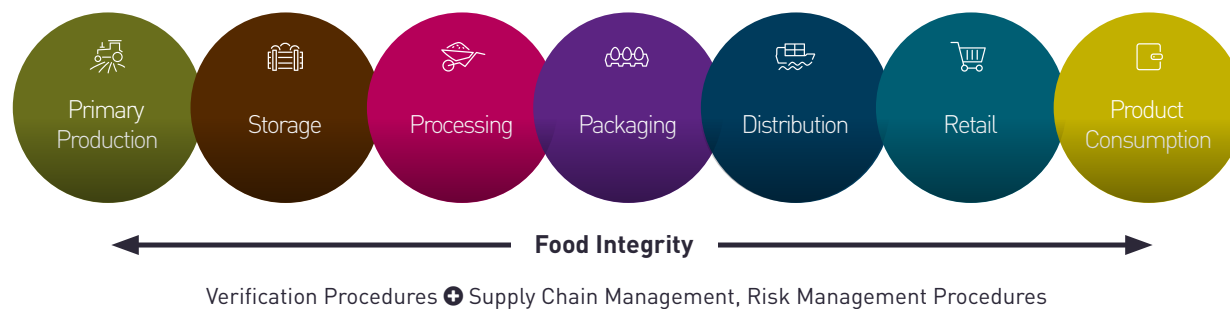 Primary
Production
Storage
Processing
Packaging
Distribution
Retail
Product
Consumption
Food Integrity
Verification Procedures + Supply Chain Management, Risk Management Procedures